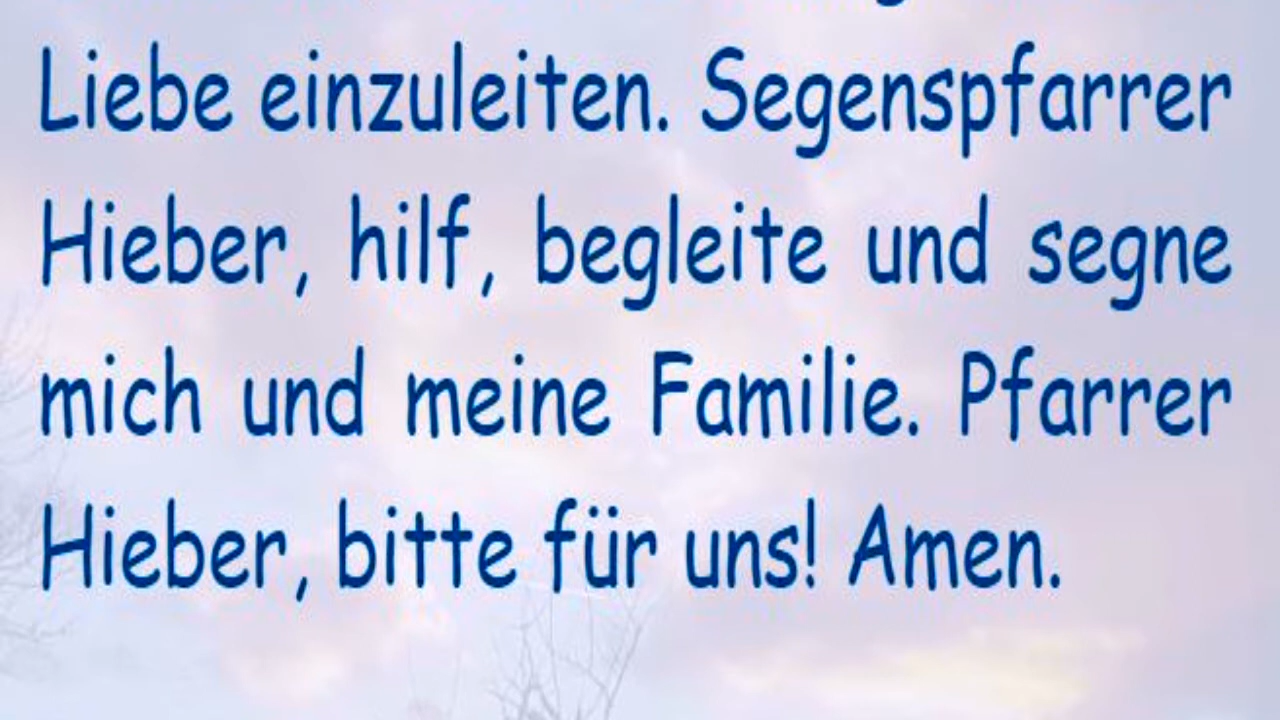 Liebe einzuleiten. Segenspfarrer
Hieber, hilf, begleite und segne
mich und meine Familie. Pfarrer
Hieber, bitte für uns! Amen.